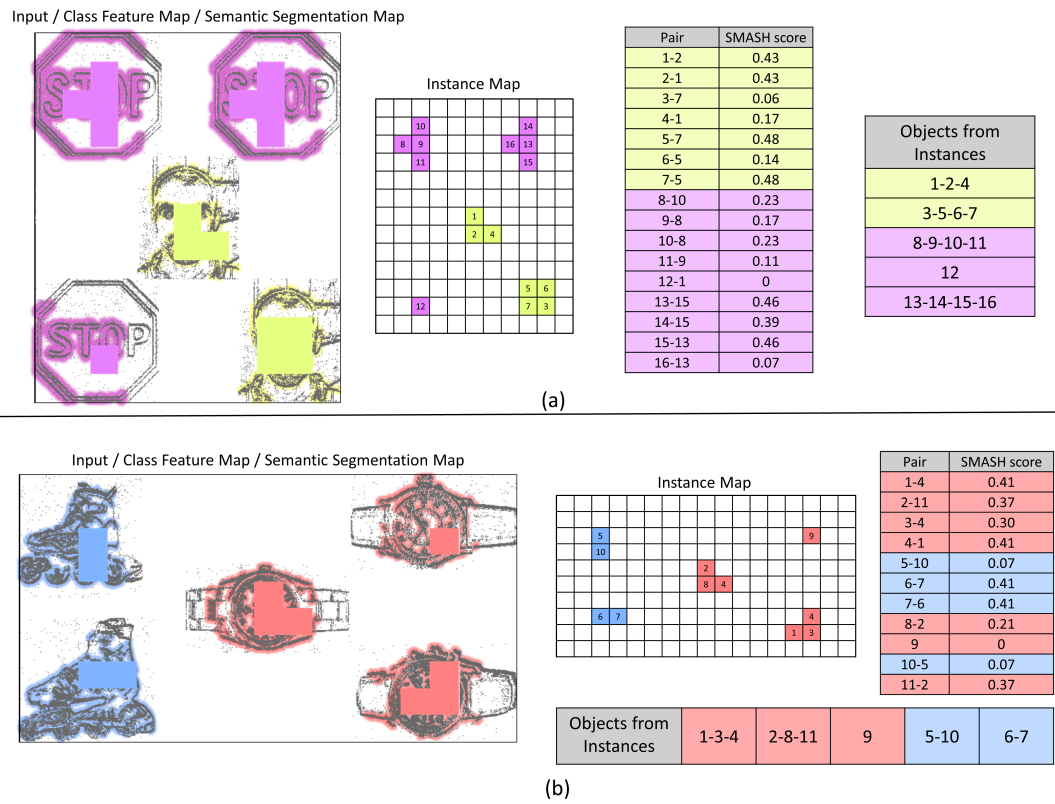 Input / Class Feature Map / Semantic Segmentation Map
STOP
STOP
STOP
Instance Map
10
14
8 9
16 13
11
15
1
2 4
5 6
12
7 3
Pair SMASH score
1-2 0.43
2-1 0.43
3-7 0.06
4-1 0.17
5-7 0.48
6-5 0.14
7-5 0.48
8-10 0.23
9-8 0.17
10-8 0.23
11-9 0.11
12-1 0
13-15 0.46
14-15 0.39
15-13 0.46
16-13 0.07
Objects from
Instances
1-2-4
3-5-6-7
8-9-10-11
12
13-14-15-16
(a)
Input / Class Feature Map / Semantic Segmentation Map
Instance Map
5 9
10
2
8 4
6 7 4
1 3
Pair SMASH score
1-4 0.41
2-11 0.37
3-4 0.30
4-1 0.41
5-10 0.07
6-7 0.41
7-6 0.41
8-2 0.21
9 0
10-5 0.07
11-2 0.37
Objects from
Instances
1-3-4 2-8-11 9 5-10 6-7
(b)